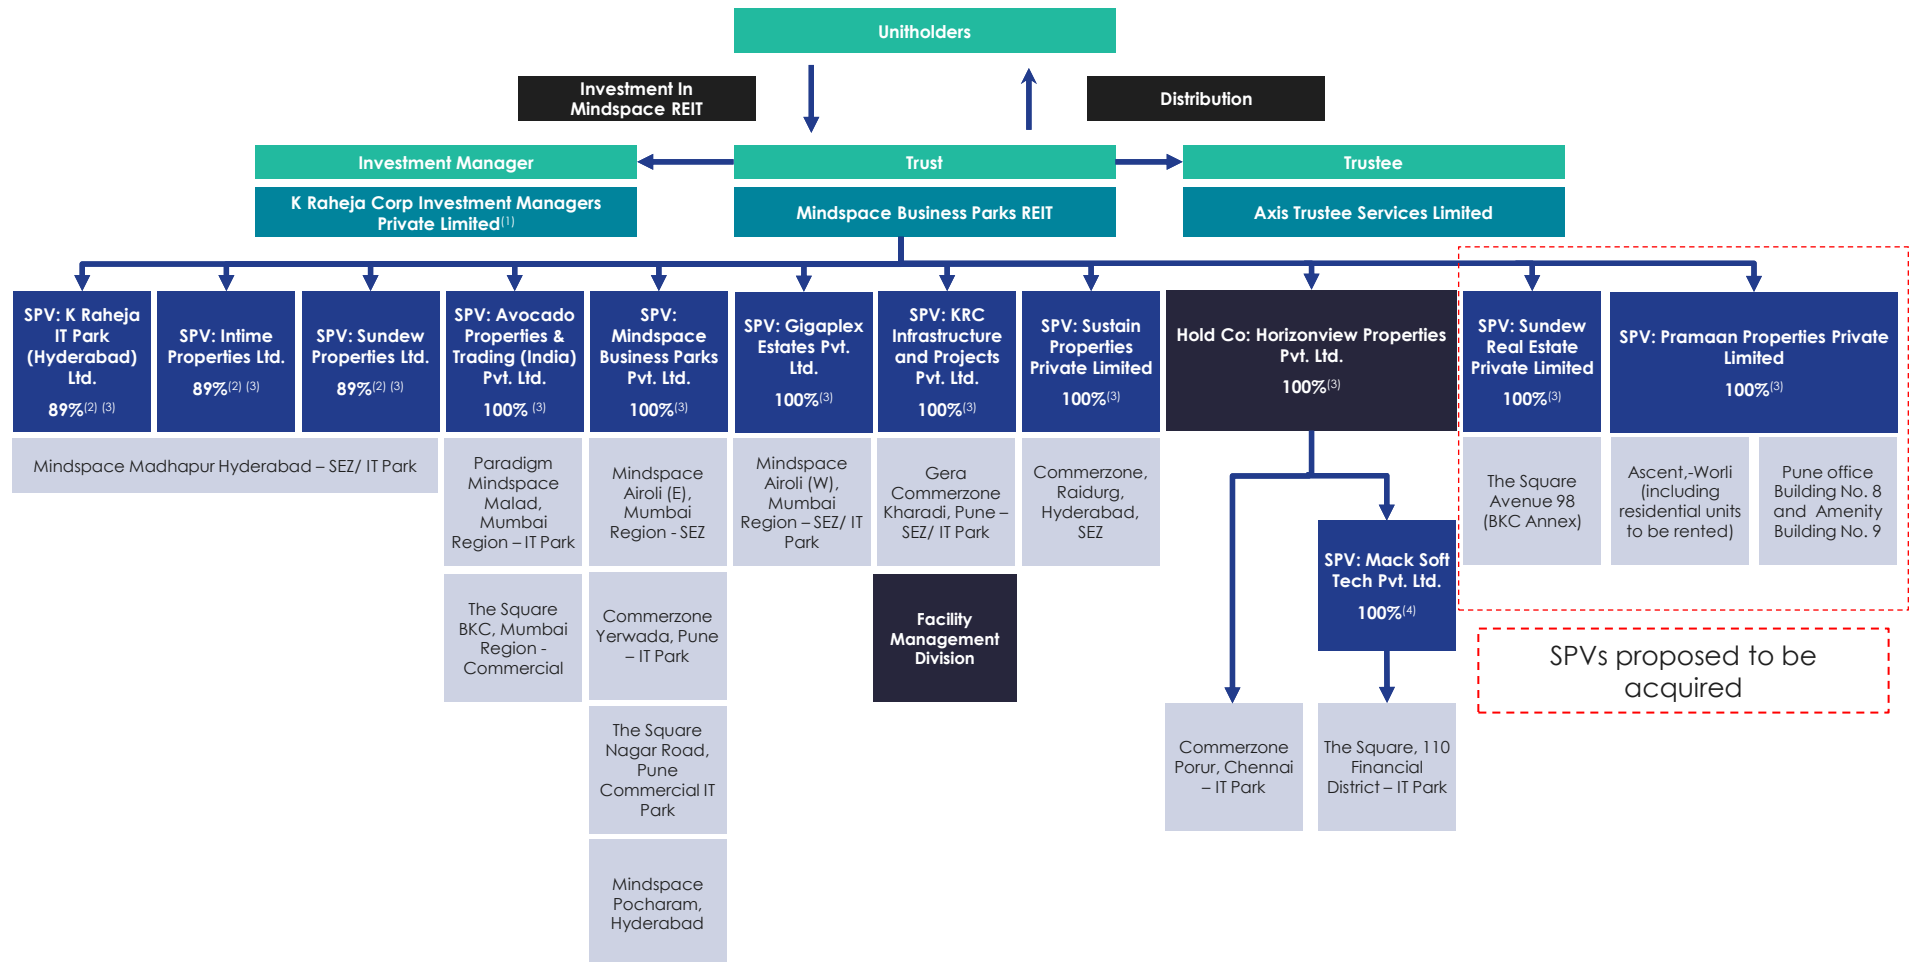 Unitholders
Investment In
Mindspace REIT
Distribution
Investment Manager
Trust
Trustee
K Raheja Corp Investment Managers
Private Limited(1)
Mindspace Business Parks REIT
Axis Trustee Services Limited
SPV: K Raheja
IT Park
(Hyderabad)
Ltd.
89%(2) (3)
SPV: Intime
Properties Ltd.
89%(2) (3)
SPV: Sundew
Properties Ltd.
89%(2) (3)
SPV: Avocado
Properties &
Trading (India)
Pvt. Ltd.
100% (3)
SPV:
Mindspace
Business Parks
Pvt. Ltd.
100%(3)
SPV: Gigaplex
Estates Pvt.
Ltd.
100%(3)
SPV: KRC
Infrastructure
and Projects
Pvt. Ltd.
100%(3)
SPV: Sustain
Properties
Private Limited
100%(3)
Hold Co: Horizonview Properties
Pvt. Ltd.
100%(3)
SPV: Sundew
Real Estate
Private Limited
100%(3)
SPV: Pramaan Properties Private
Limited
100%(3)
Mindspace Madhapur Hyderabad – SEZ/ IT Park
Paradigm
Mindspace
Malad,
Mumbai
Region – IT Park
Mindspace
Airoli (E),
Mumbai
Region - SEZ
Mindspace
Airoli (W),
Mumbai
Region – SEZ/ IT
Park
Gera
Commerzone
Kharadi, Pune –
SEZ/ IT Park
Commerzone,
Raidurg,
Hyderabad,
SEZ
The Square
Avenue 98
(BKC Annex)
Ascent,-Worli
(including
residential units
to be rented)
Pune office
Building No. 8
and Amenity
Building No. 9
SPV: Mack Soft
Tech Pvt. Ltd.
100%(4)
The Square
BKC, Mumbai
Region -
Commercial
Commerzone
Yerwada, Pune
– IT Park
Facility
Management
Division
SPVs proposed to be
acquired
The Square
Nagar Road,
Pune
Commercial IT
Park
Commerzone
Porur, Chennai
– IT Park
The Square, 110
Financial
District – IT Park
Mindspace
Pocharam,
Hyderabad